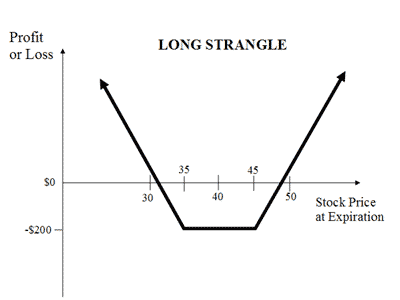 Profit
or Loss
LONG STRANGLE
35
45
$0
30
40
50
Stock Price
at Expiration
-$200